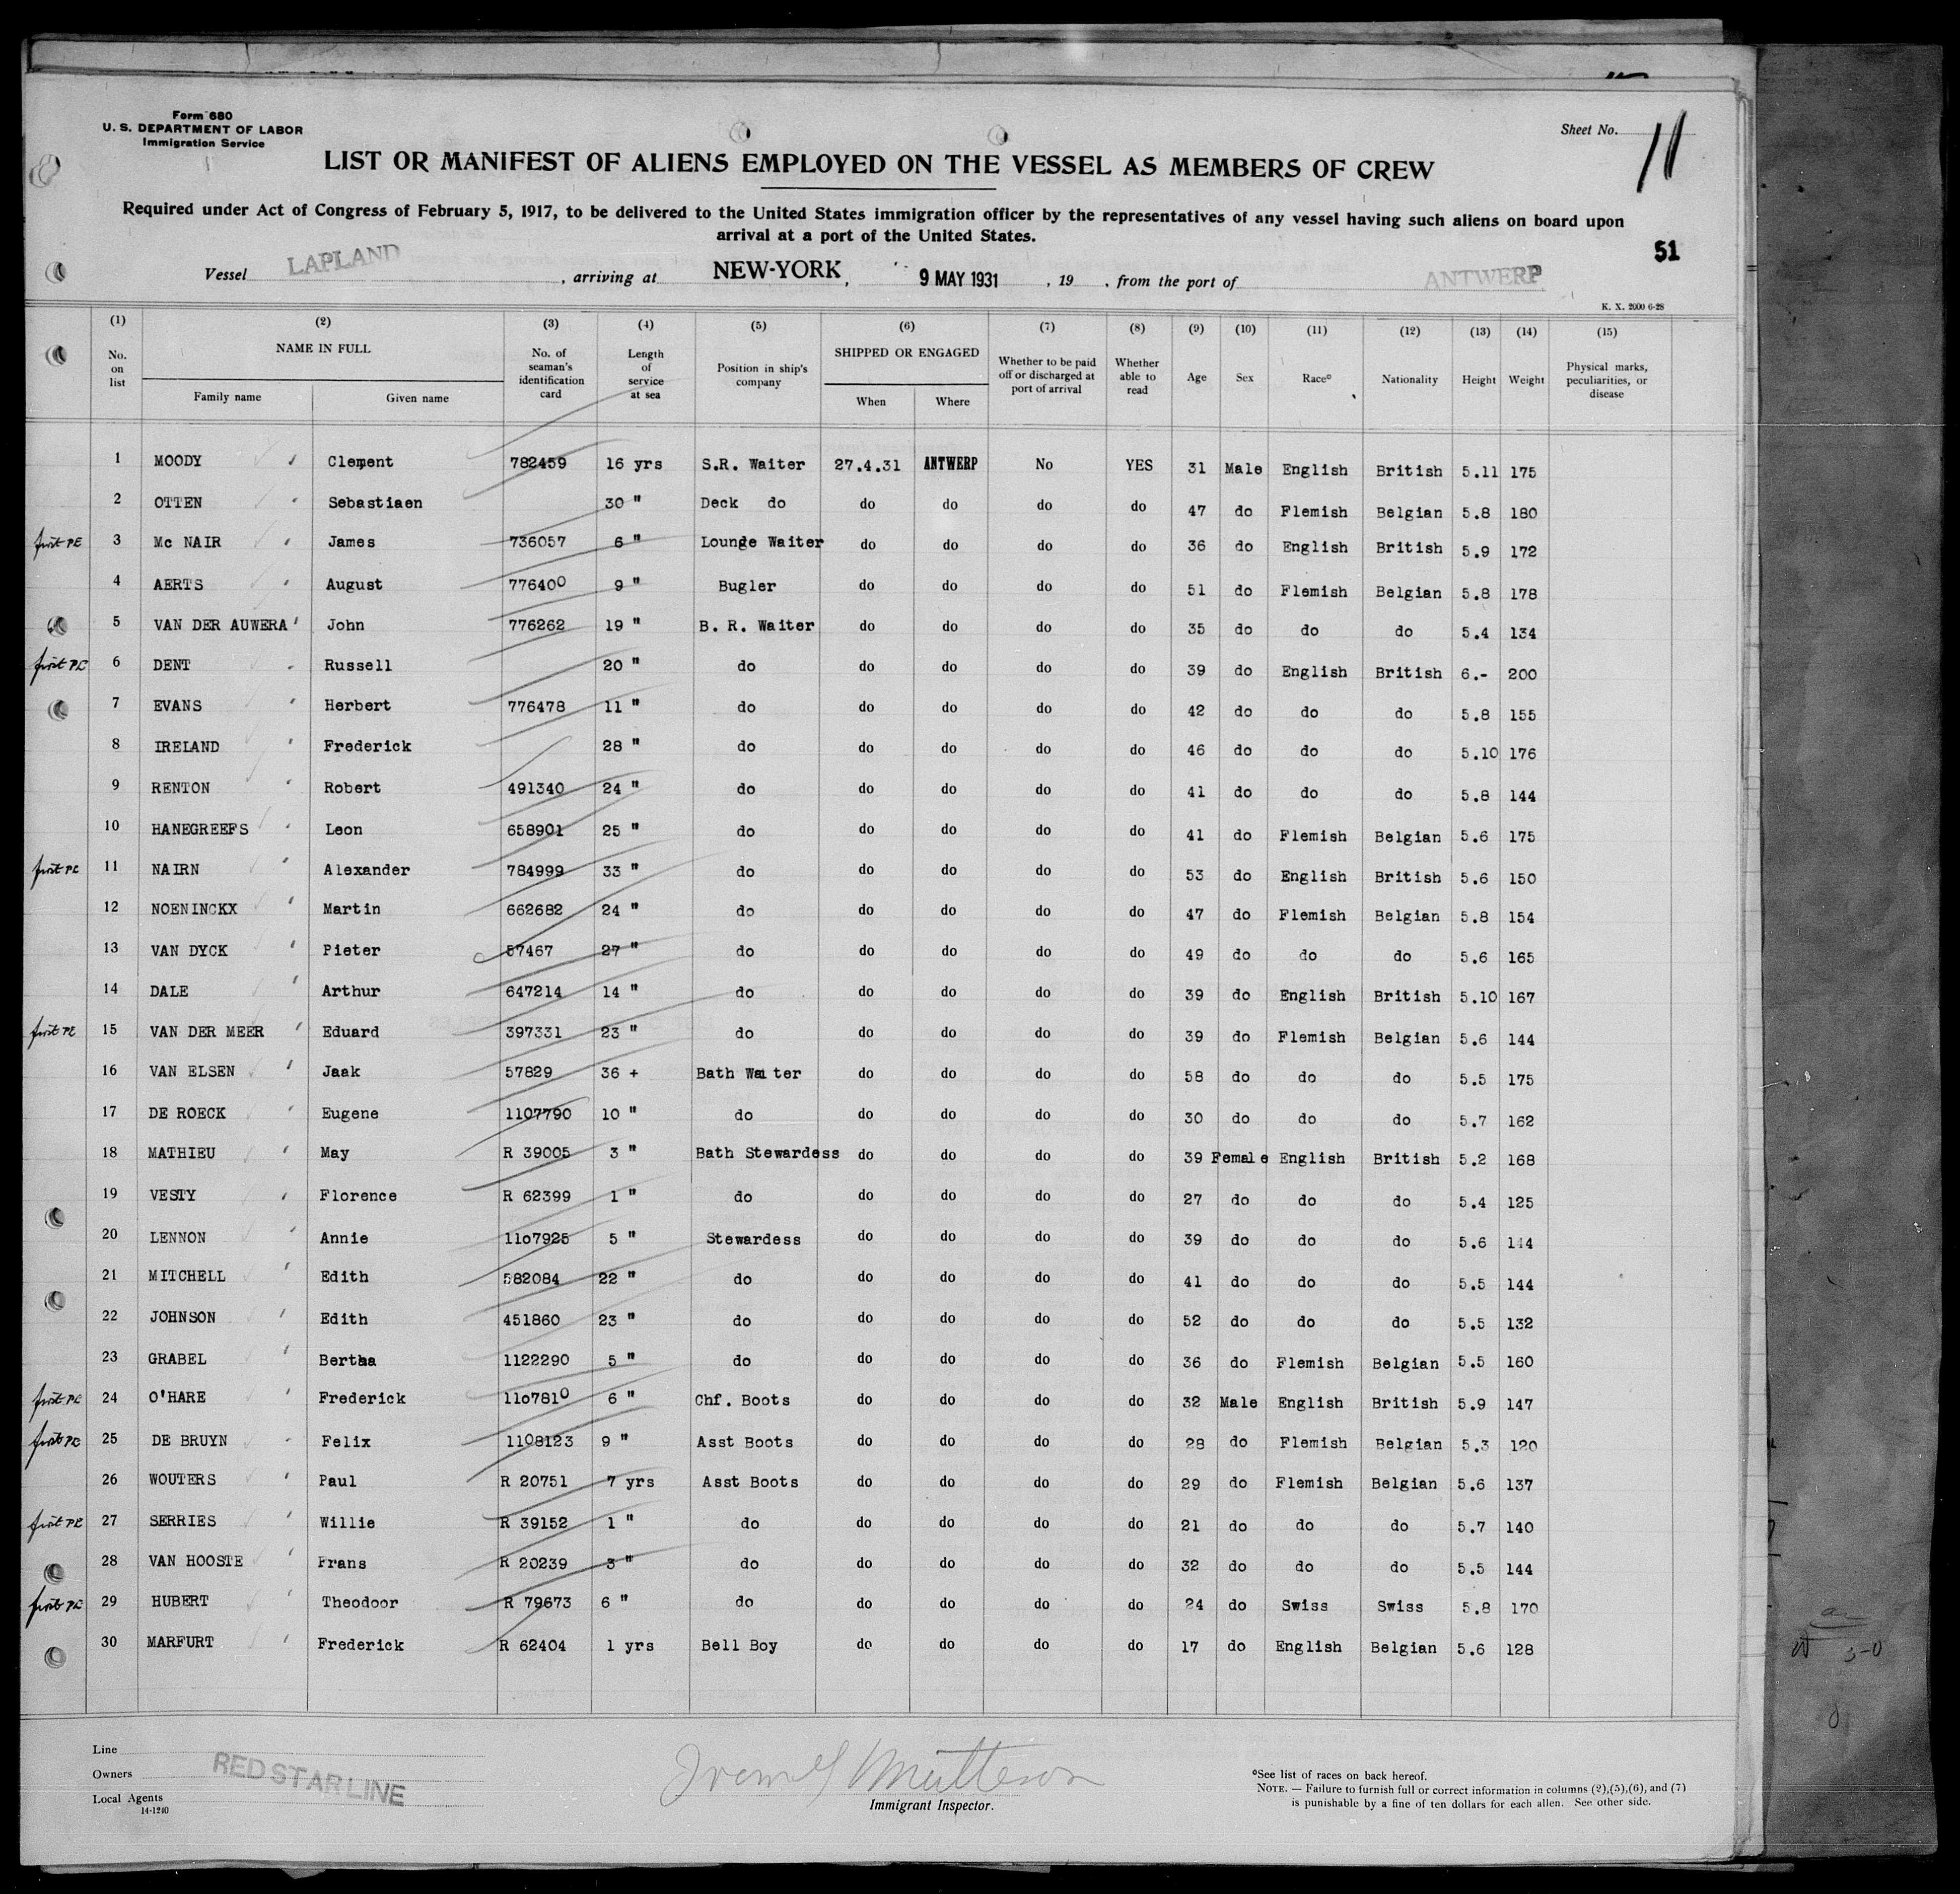 Form 680
U. S. DEPARTMENT OF LABOR
Immigration Service
Sheet No. 11
LIST OR MANIFEST OF ALIENS EMPLOYED ON THE VESSEL AS MEMBERS OF CREW
Required under Act of Congress of February 5, 1917, to be delivered to the United States immigration officer by the representatives of any vessel having such aliens on board upon
arrival at a port of the United States.
51
Vessel LAPLAND , arriving at NEW-YORK , 9 MAY 1931 , 19 , from the port of ANTWERP
K. X. 2000 6-28
(1) (2) (3) (4) (5) (6) (7) (8) (9) (10) (11) (12) (13) (14) (15)
No. on list NAME IN FULL Family name Given name No. of seaman's identification card Length of service at sea Position in ship's company SHIPPED OR ENGAGED When Where Whether to be paid off or discharged at port of arrival Whether able to read Age Sex Race° Nationality Height Weight Physical marks, peculiarities, or disease
1 MOODY Clement 782459 16 yrs S.R. Waiter 27.4.31 ANTWERP No YES 31 Male English British 5.11 175
2 OTTEN Sebastiaen 30 " Deck do do do do do 47 do Flemish Belgian 5.8 180
first PE 3 Mc NAIR James 736057 6 " Lounge Waiter do do do do 36 do English British 5.9 172
4 AERTS August 776400 9 " Bugler do do do do 51 do Flemish Belgian 5.8 178
5 VAN DER AUWERA John 776262 19 " B. R. Waiter do do do do 35 do do do 5.4 134
first PE 6 DENT Russell 20 " do do do do do 39 do English British 6.- 200
7 EVANS Herbert 776478 11 " do do do do do 42 do do do 5.8 155
8 IRELAND Frederick 28 " do do do do do 46 do do do 5.10 176
9 RENTON Robert 491340 24 " do do do do do 41 do do do 5.8 144
10 HANEGREEFS Leon 658901 25 " do do do do do 41 do Flemish Belgian 5.6 175
first PE 11 NAIRN Alexander 784999 33 " do do do do do 53 do English British 5.6 150
12 NOENINCKX Martin 662682 24 " do do do do do 47 do Flemish Belgian 5.8 154
13 VAN DYCK Pieter 57467 27 " do do do do do 49 do do do 5.6 165
14 DALE Arthur 647214 14 " do do do do do 39 do English British 5.10 167
first PE 15 VAN DER MEER Eduard 397331 23 " do do do do do 39 do Flemish Belgian 5.6 144
16 VAN ELSEN Jaak 57829 36 + Bath Waiter do do do do 58 do do do 5.5 175
17 DE ROECK Eugene 1107790 10 " do do do do do 30 do do do 5.7 162
18 MATHIEU May R 39005 3 " Bath Stewardess do do do do 39 Female English British 5.2 168
19 VESTY Florence R 62399 1 " do do do do do 27 do do do 5.4 125
20 LENNON Annie 11o7925 5 " Stewardess do do do do 39 do do do 5.6 144
21 MITCHELL Edith 582084 22 " do do do do do 41 do do do 5.5 144
22 JOHNSON Edith 451860 23 " do do do do do 52 do do do 5.5 132
23 GRABEL Bertha 1122290 5 " do do do do do 36 do Flemish Belgian 5.5 160
first PE 24 O'HARE Frederick 11o7810 6 " Chf. Boots do do do do 32 Male English British 5.9 147
first PE 25 DE BRUYN Felix 1108123 9 " Asst Boots do do do do 28 do Flemish Belgian 5.3 120
26 WOUTERS Paul R 20751 7 yrs Asst Boots do do do do 29 do Flemish Belgian 5.6 137
first PE 27 SERRIES Willie R 39152 1 " do do do do do 21 do do do 5.7 140
28 VAN HOOSTE Frans R 20239 3 " do do do do do 32 do do do 5.5 144
first PE 29 HUBERT Theodoor R 79673 6 " do do do do do 24 do Swiss Swiss 5.8 170
30 MARFURT Frederick R 62404 1 yrs Bell Boy do do do do 17 do English Belgian 5.6 128
Line
Owners RED STAR LINE
Local Agents
14-1240
Immigrant Inspector.
°See list of races on back hereof.
NOTE. — Failure to furnish full or correct information in columns (2),(5),(6), and (7)
is punishable by a fine of ten dollars for each alien. See other side.